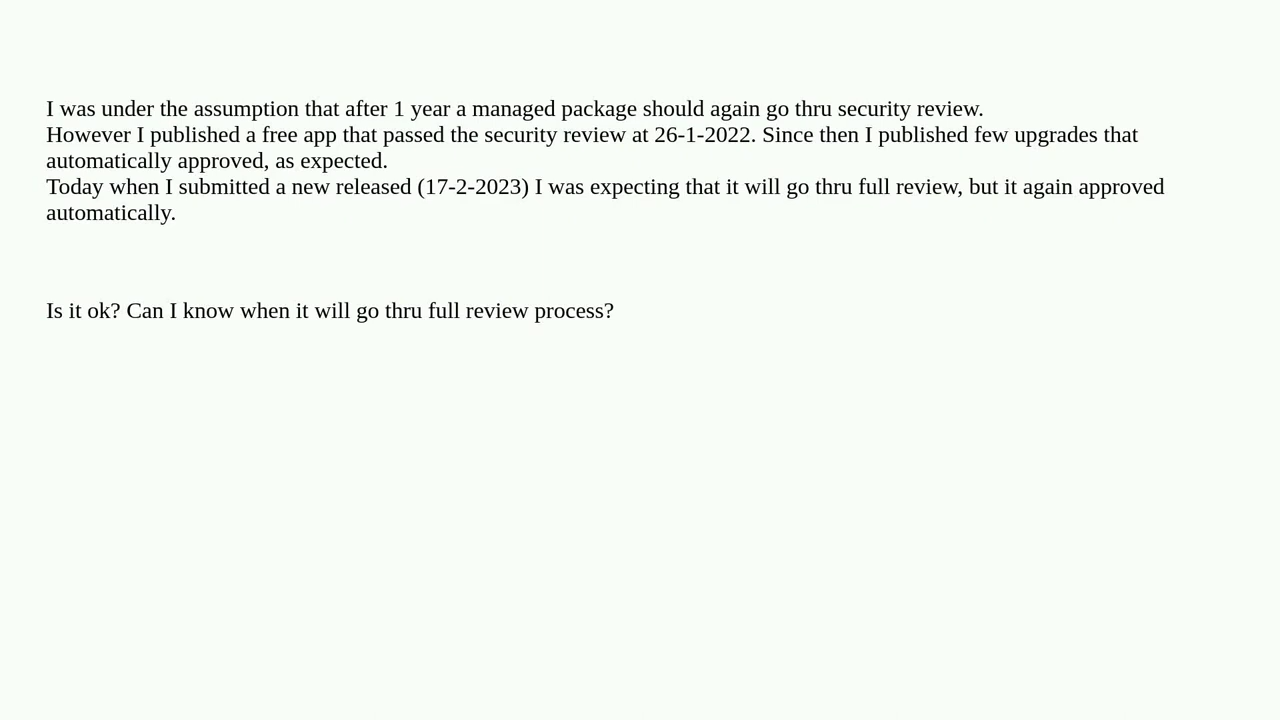 I was under the assumption that after 1 year a managed package should again go thru security review.
However I published a free app that passed the security review at 26-1-2022. Since then I published few upgrades that
automatically approved, as expected.
Today when I submitted a new released (17-2-2023) I was expecting that it will go thru full review, but it again approved
automatically.
Is it ok? Can I know when it will go thru full review process?